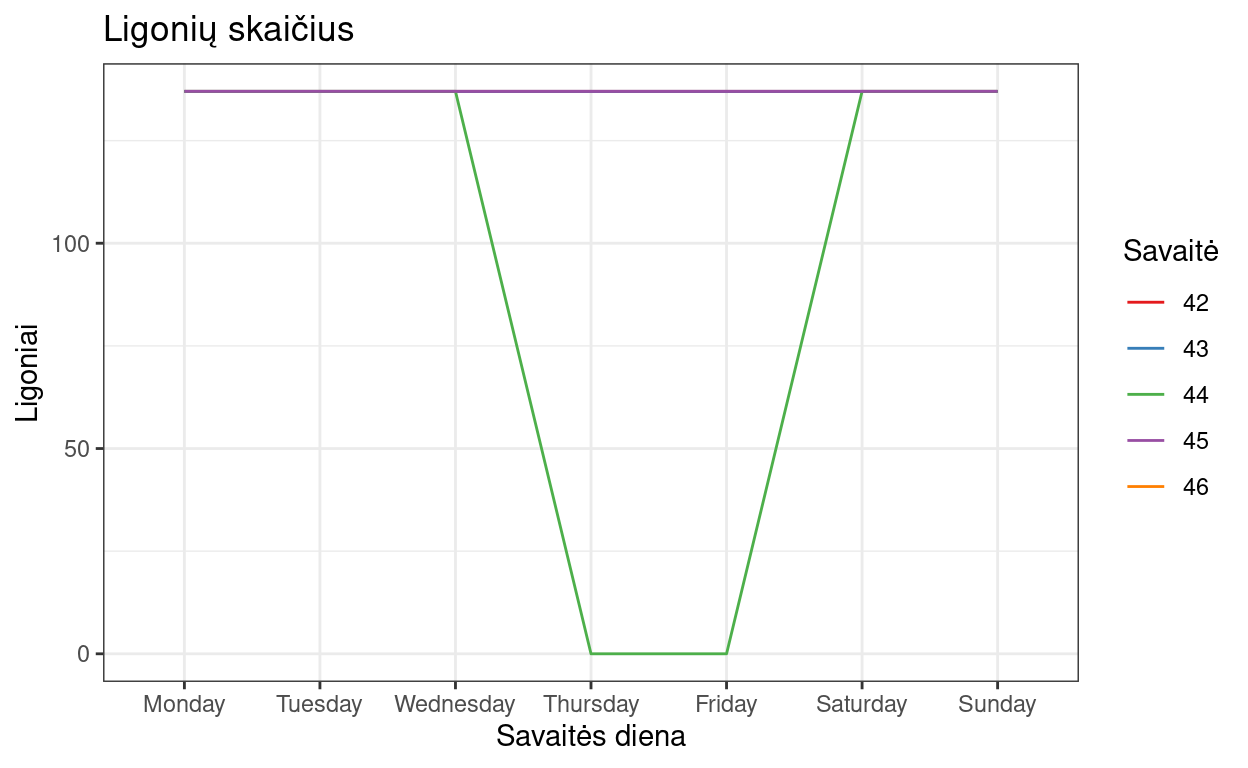 Ligonių skaičius
Ligoniai
100
50
0
Monday Tuesday Wednesday Thursday Friday Saturday Sunday
Savaitės diena
Savaitė
42
43
44
45
46